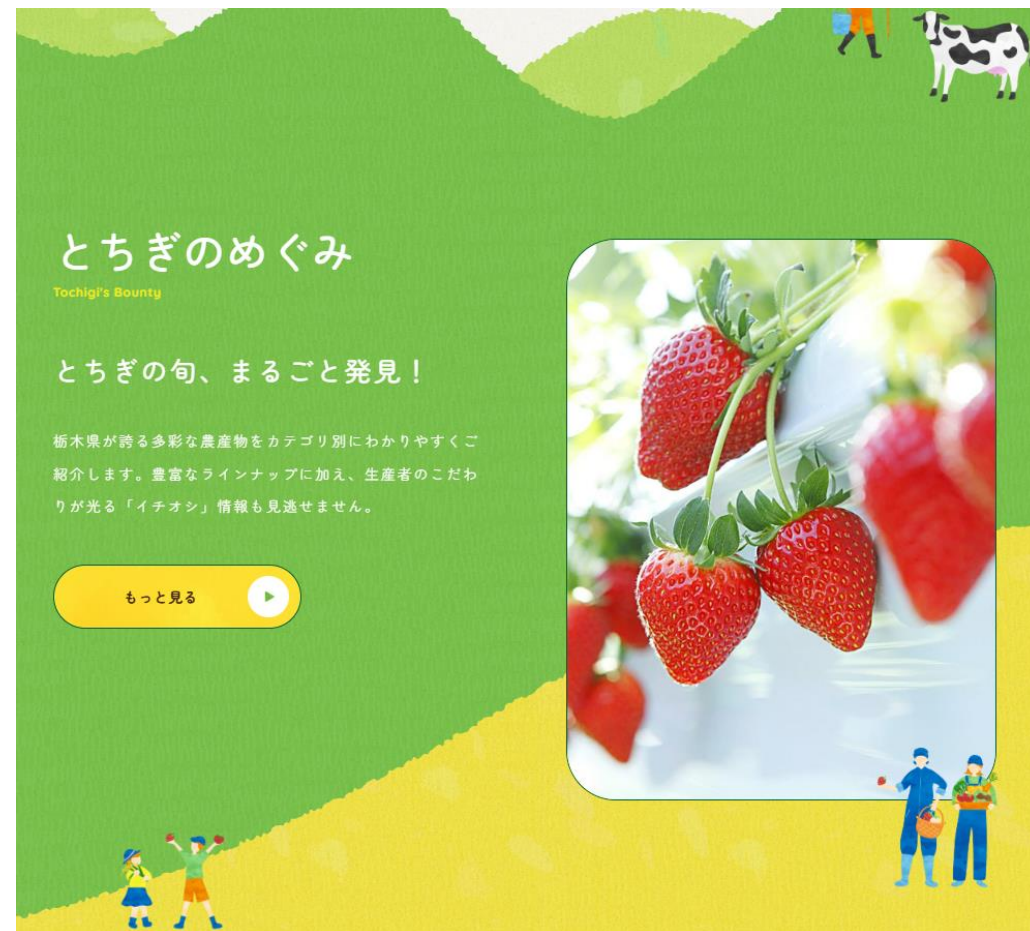 とちぎのめぐみ
Tochigi's Bounty
とちぎの旬、まるごと発見！
栃木県が誇る多彩な農産物をカテゴリ別にわかりやすくご
紹介します。豊富なラインナップに加え、生産者のこだわ
りが光る「イチオシ」情報も見逃せません。
もっと見る